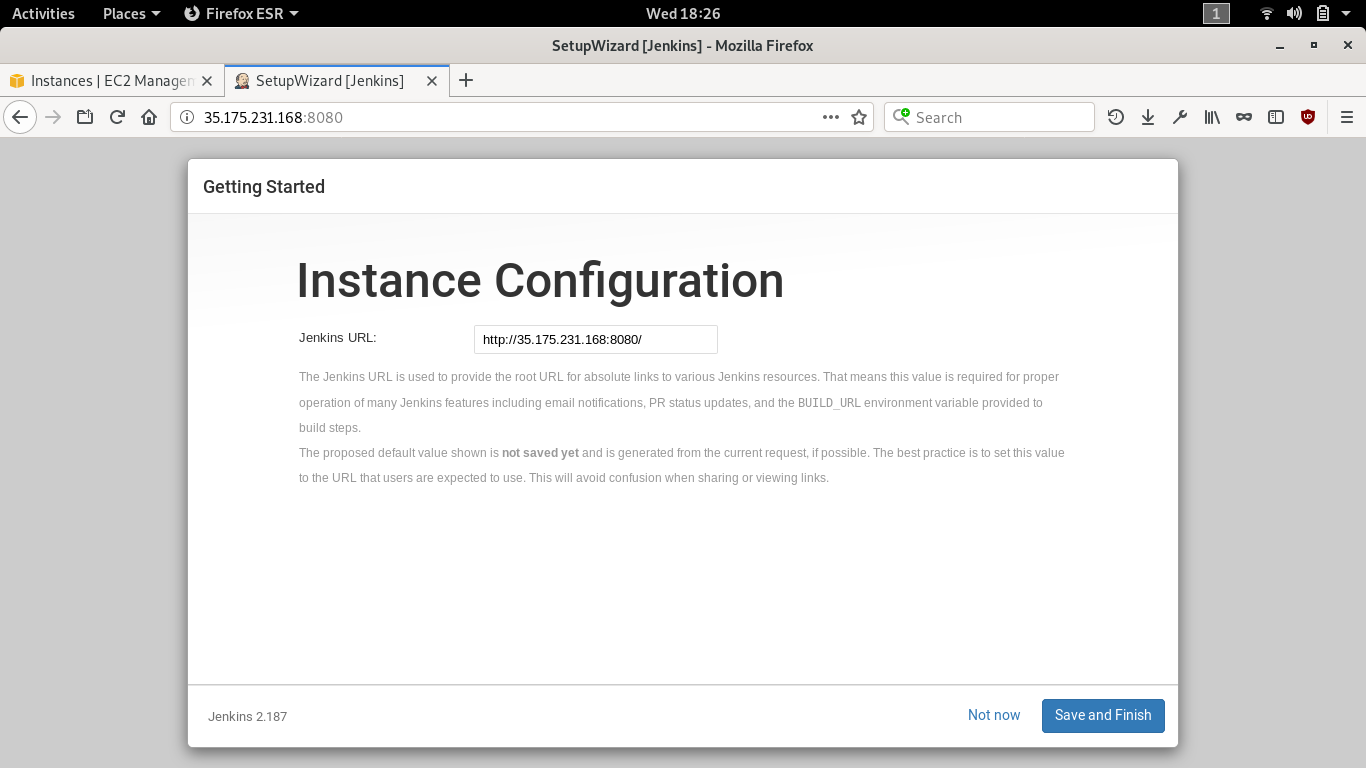 Activities Places Firefox ESR Wed 18:26 1
SetupWizard [Jenkins] - Mozilla Firefox
Instances | EC2 Managem SetupWizard [Jenkins]
35.175.231.168:8080 Search
Getting Started
Instance Configuration
Jenkins URL: http://35.175.231.168:8080/
The Jenkins URL is used to provide the root URL for absolute links to various Jenkins resources. That means this value is required for proper
operation of many Jenkins features including email notifications, PR status updates, and the BUILD_URL environment variable provided to
build steps.
The proposed default value shown is not saved yet and is generated from the current request, if possible. The best practice is to set this value
to the URL that users are expected to use. This will avoid confusion when sharing or viewing links.
Jenkins 2.187 Not now Save and Finish